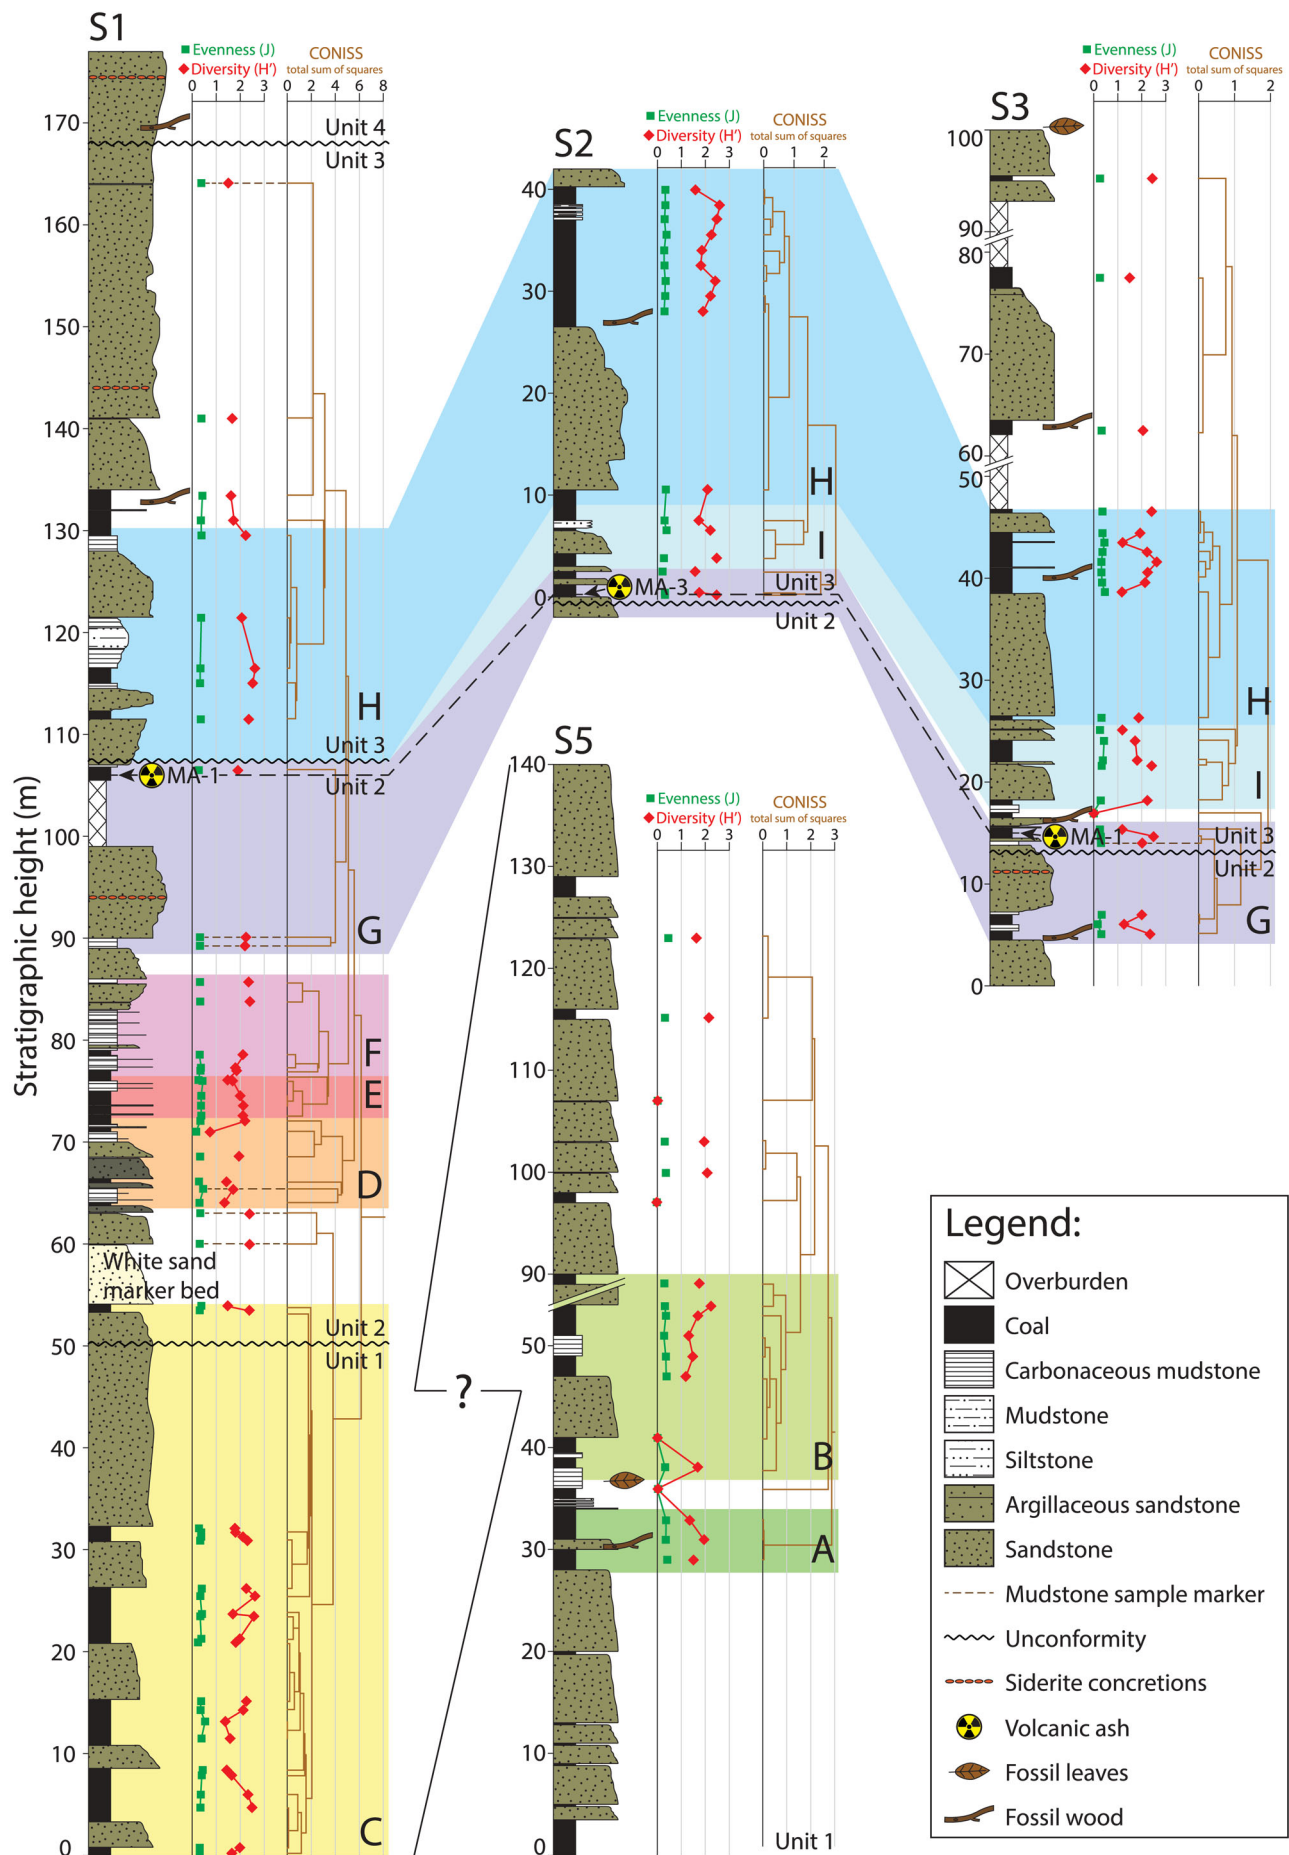 S1
Evenness (J)
Diversity (H')
CONISS
total sum of squares
0 1 2 3
0 2 4 6 8
170
160
150
140
130
120
110
100
90
80
70
60
50
40
30
20
10
0
Stratigraphic height (m)
Unit 4
Unit 3
H
Unit 3
MA-1
Unit 2
G
F
E
D
White sand
marker bed
Unit 2
Unit 1
C
S2
Evenness (J)
Diversity (H')
CONISS
total sum of squares
0 1 2 3
0 1 2
40
30
20
10
0
H
I
MA-3
Unit 3
Unit 2
S3
Evenness (J)
Diversity (H')
CONISS
total sum of squares
0 1 2 3
0 1 2
100
90
80
70
60
50
40
30
20
10
0
H
I
MA-1
Unit 3
Unit 2
G
S5
Evenness (J)
Diversity (H')
CONISS
total sum of squares
0 1 2 3
0 1 2 3
140
130
120
110
100
90
50
40
30
20
10
0
?
B
A
Unit 1
Legend:
Overburden
Coal
Carbonaceous mudstone
Mudstone
Siltstone
Argillaceous sandstone
Sandstone
Mudstone sample marker
Unconformity
Siderite concretions
Volcanic ash
Fossil leaves
Fossil wood